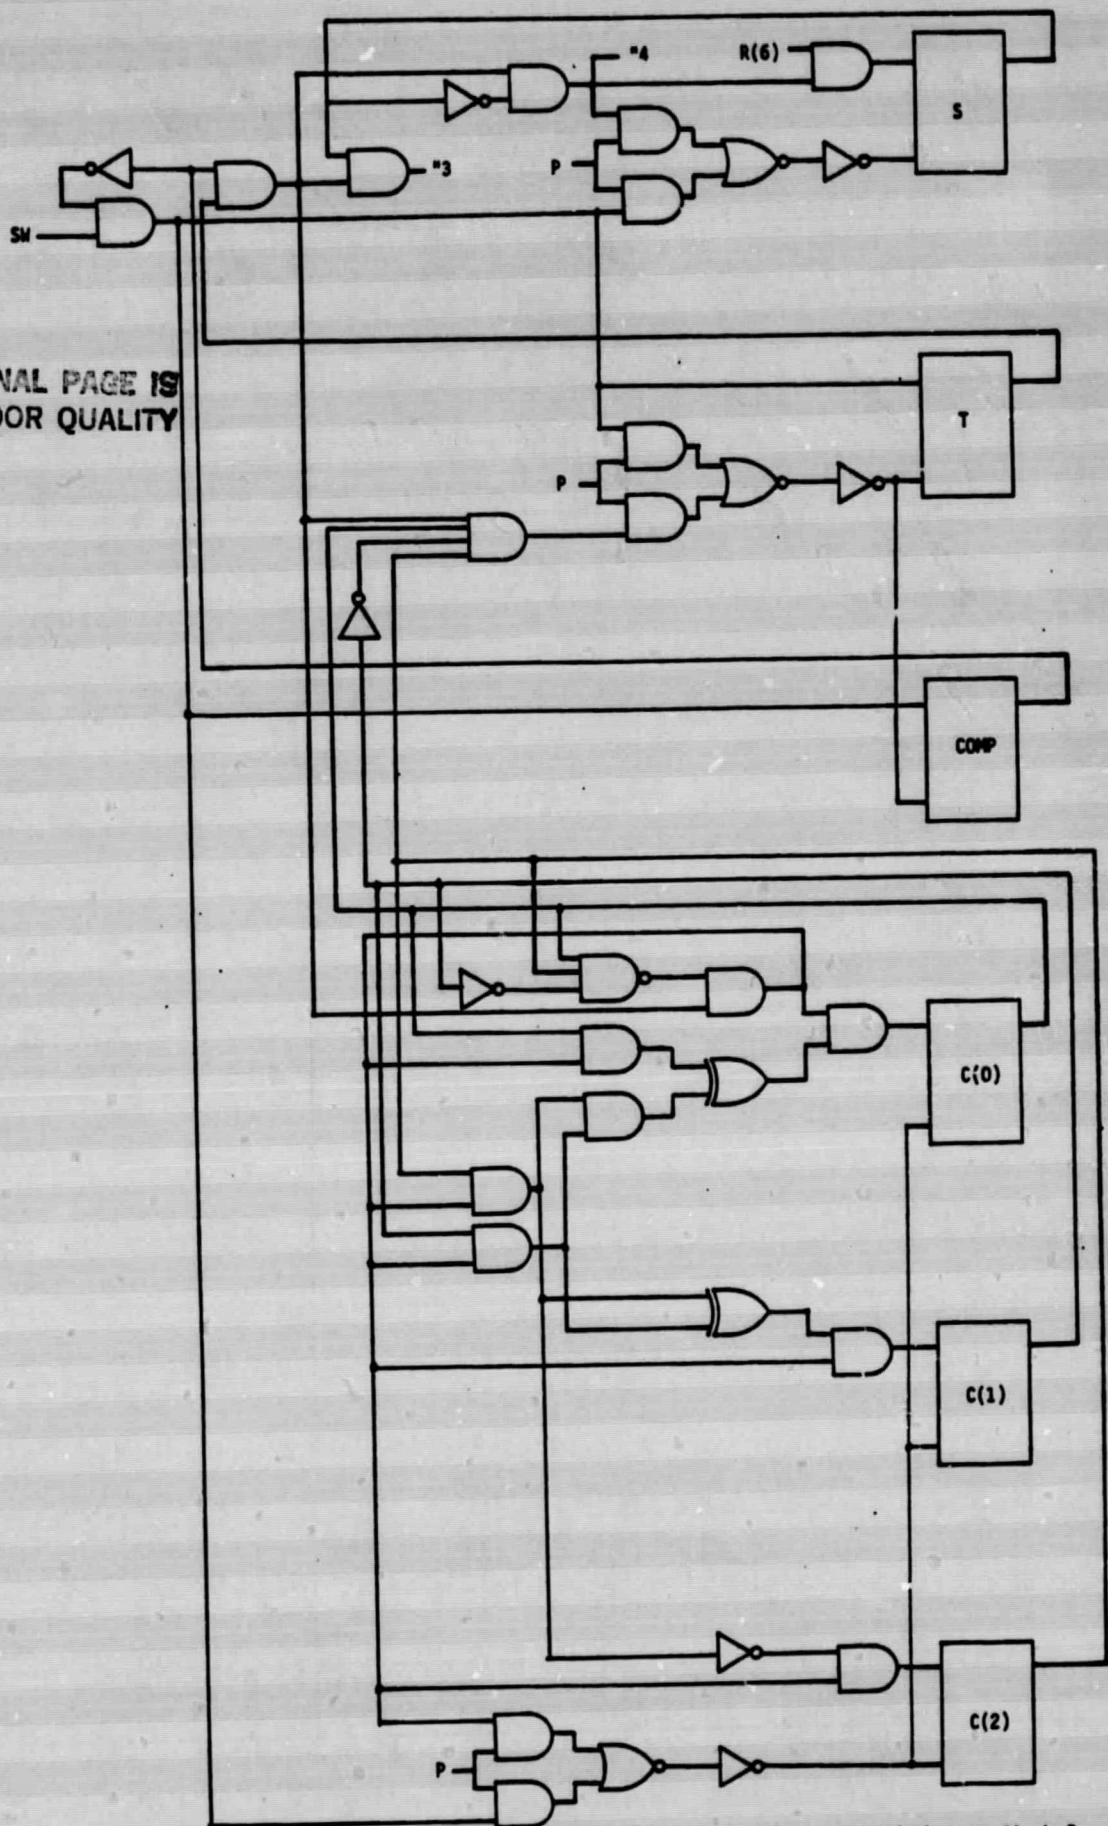 "4
R(6)
S
"3
P
SW
NAL PAGE IS
OOR QUALITY
T
P
COMP
C(0)
C(1)
C(2)
P